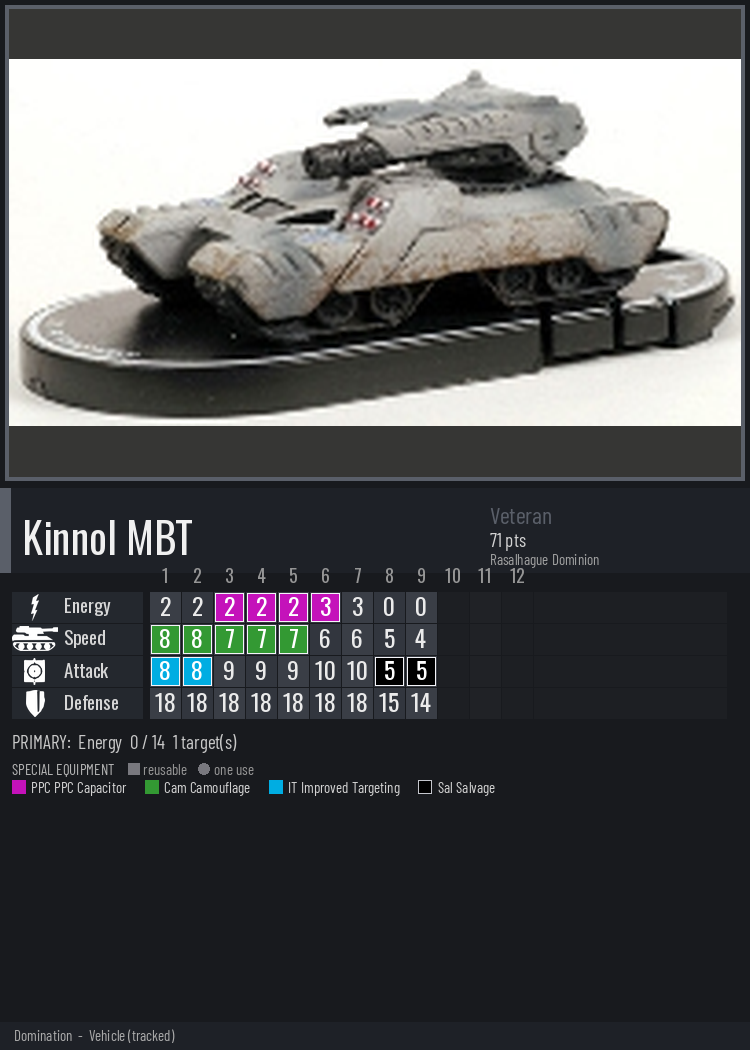 Kinnol MBT
Veteran
71 pts
Rasalhague Dominion
1 2 3 4 5 6 7 8 9 10 11 12
Energy 2 2 2 2 2 3 3 0 0
Speed 8 8 7 7 7 6 6 5 4
Attack 8 8 9 9 9 10 10 5 5
Defense 18 18 18 18 18 18 18 15 14
PRIMARY: Energy 0 / 14 1 target(s)
SPECIAL EQUIPMENT reusable one use
PPC PPC Capacitor Cam Camouflage IT Improved Targeting Sal Salvage
Domination - Vehicle (tracked)